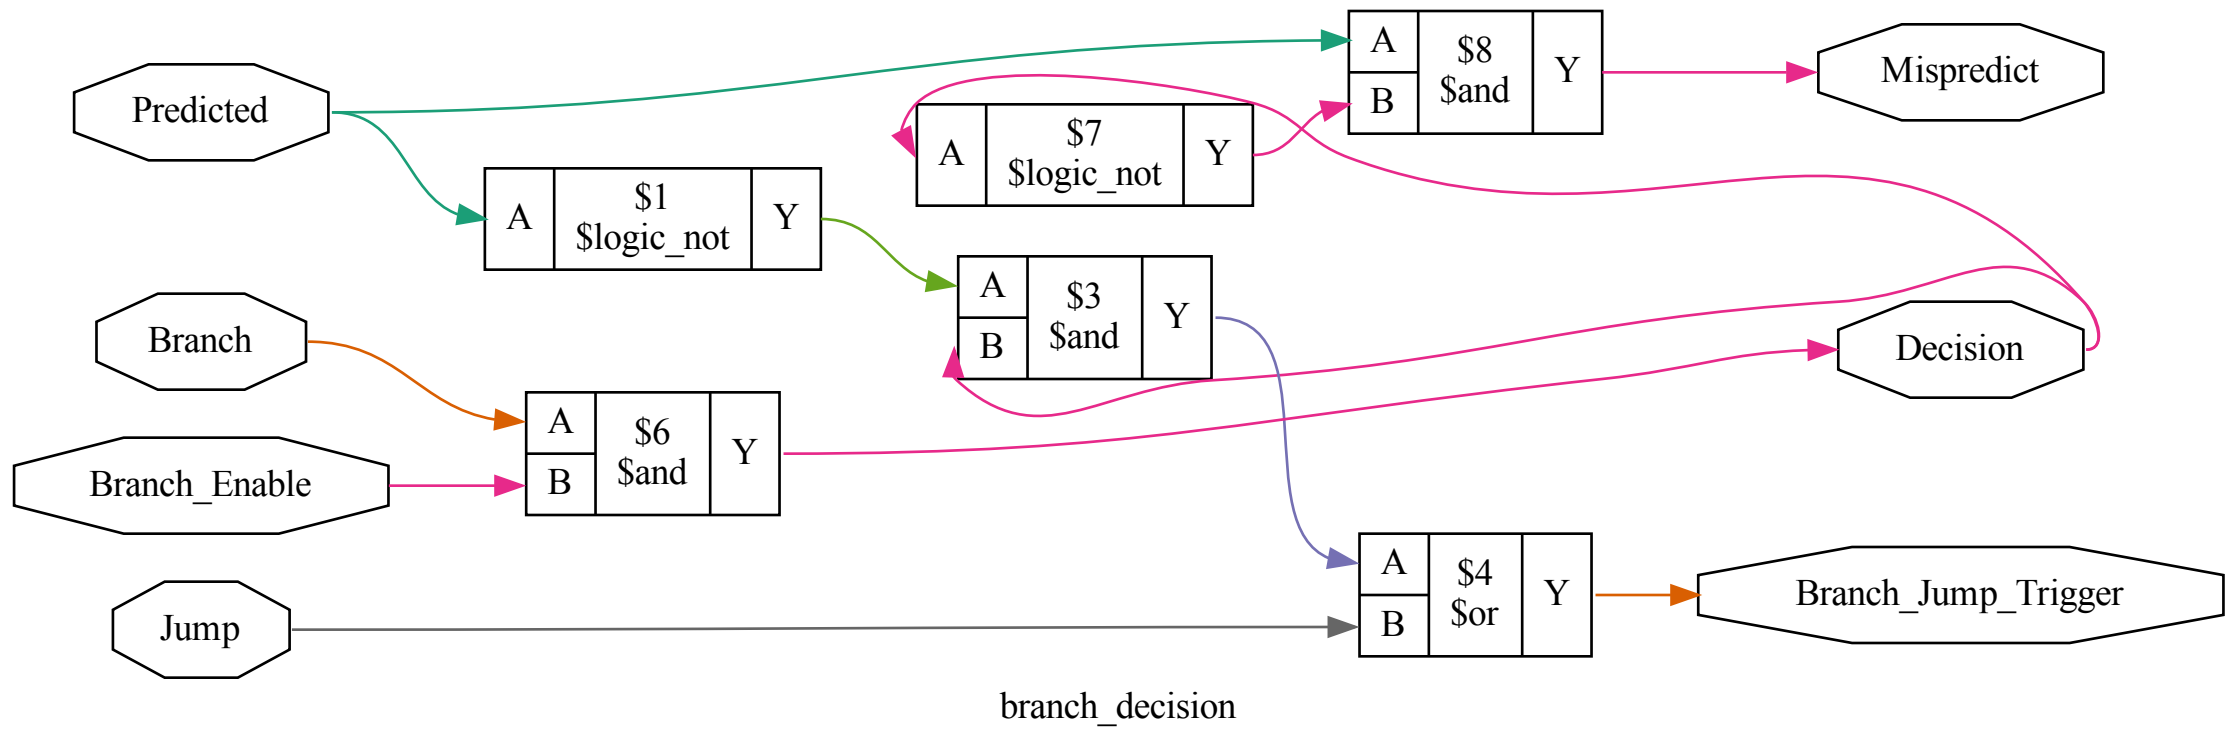 Predicted
Branch
Branch_Enable
Jump
A
$1
$logic_not
Y
A
B
$6
$and
Y
A
$7
$logic_not
Y
A
B
$3
$and
Y
A
B
$8
$and
Y
A
B
$4
$or
Y
Mispredict
Decision
Branch_Jump_Trigger
branch_decision